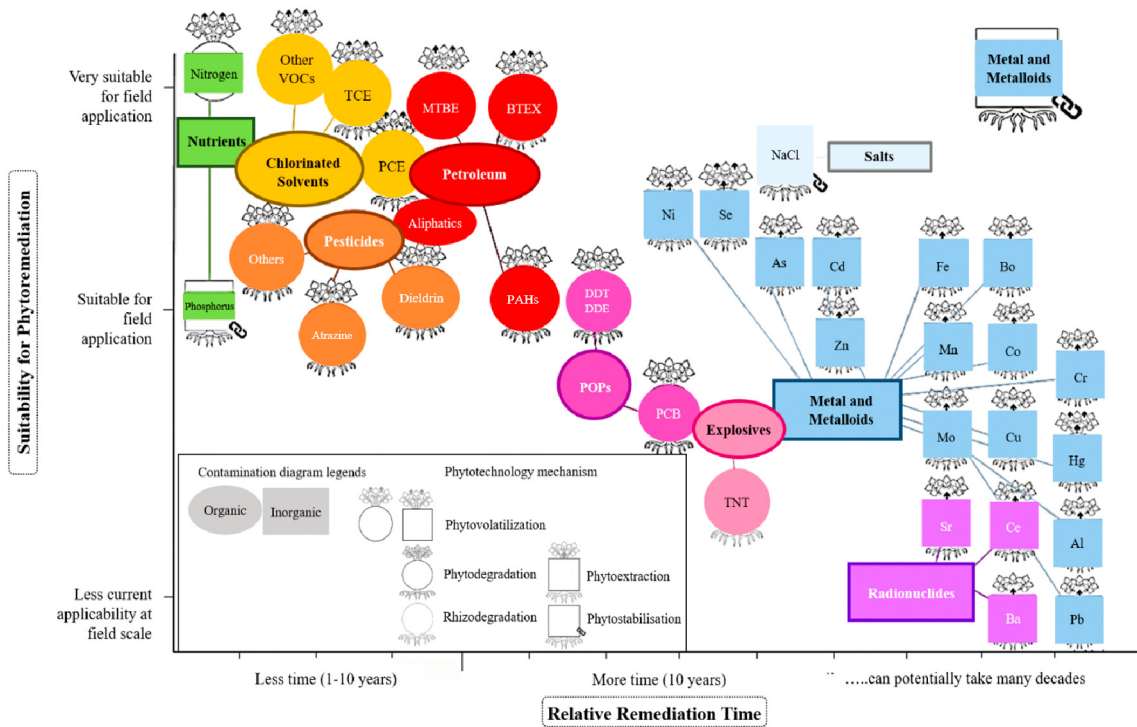 Very suitable
for field
application
Suitable for
field
application
Less current
applicability at
field scale
Suitability for Phytoremediation
Nitrogen
Nutrients
Phosphorus
Other
VOCs
TCE
PCE
Chlorinated
Solvents
MTBE
BTEX
Petroleum
Aliphatics
PAHs
Pesticides
Others
Atrazine
Dieldrin
DDT
DDE
POPs
PCB
Explosives
TNT
NaCl
Salts
Metal and
Metalloids
Ni
Se
As
Cd
Zn
Fe
Bo
Mn
Co
Cr
Metal and
Metalloids
Mo
Cu
Hg
Al
Pb
Sr
Ce
Radionuclides
Ba
Contamination diagram legends
Organic
Inorganic
Phytotechnology mechanism
Phytovolatilization
Phytodegradation
Phytoextraction
Rhizodegradation
Phytostabilisation
Less time (1-10 years)
More time (10 years)
.....can potentially take many decades
Relative Remediation Time